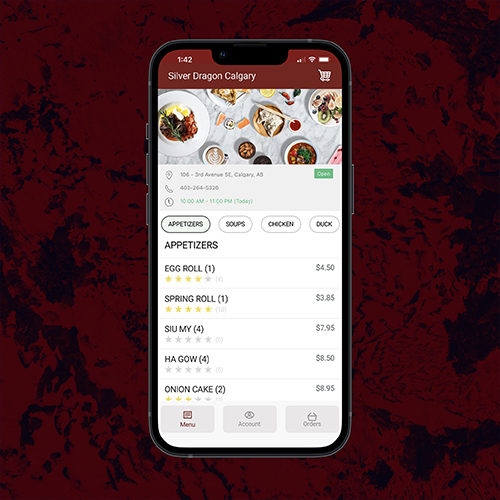 1:42
Silver Dragon Calgary
106 - 3rd Avenue SE, Calgary, AB
Open
403-264-5326
10:00 AM - 11:00 PM (Today)
APPETIZERS SOUPS CHICKEN DUCK
APPETIZERS
EGG ROLL (1) $4.50
(4)
SPRING ROLL (1) $3.85
(10)
SIU MY (4) $7.95
(0)
HA GOW (4) $8.50
(0)
ONION CAKE (2) $8.95
Menu Account Orders